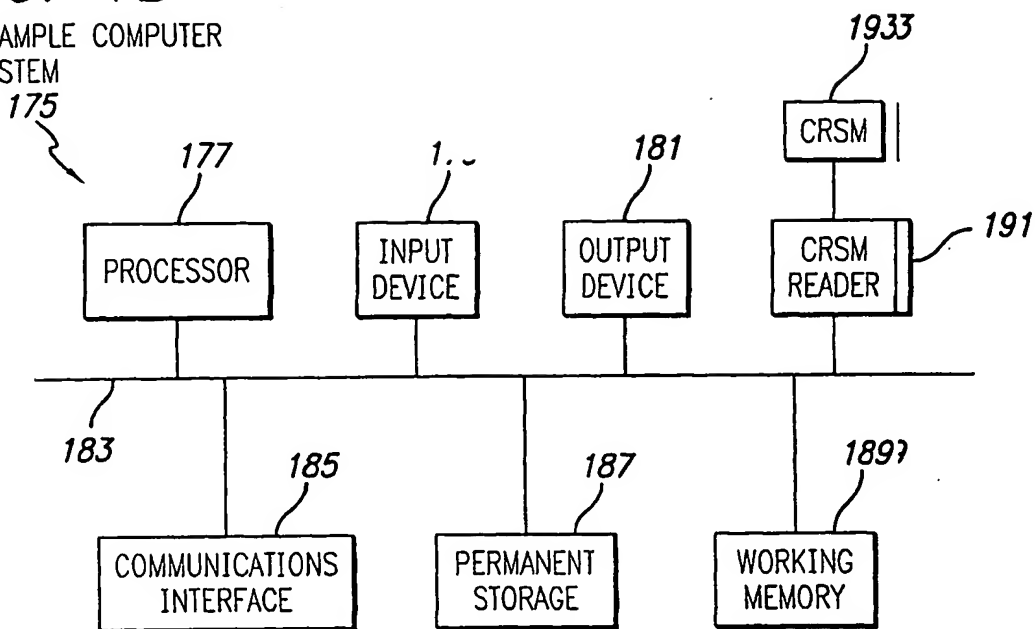 AMPLE COMPUTER
STEM
175
177
181
1933
CRSM
191
PROCESSOR
INPUT
DEVICE
OUTPUT
DEVICE
CRSM
READER
183
185
187
COMMUNICATIONS
INTERFACE
PERMANENT
STORAGE
WORKING
MEMORY